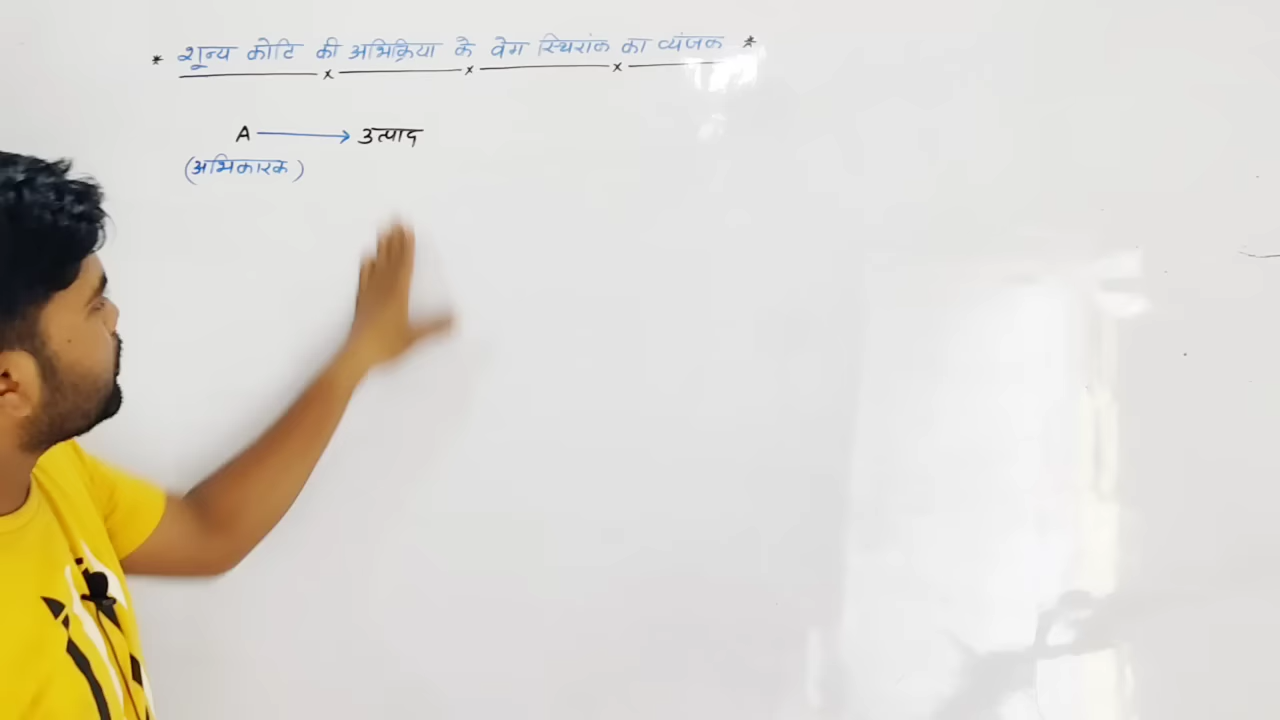 * शून्य कोटि की अभिक्रिया के वेग स्थिरांक का व्यंजक *
A → उत्पाद
(अभिकारक)